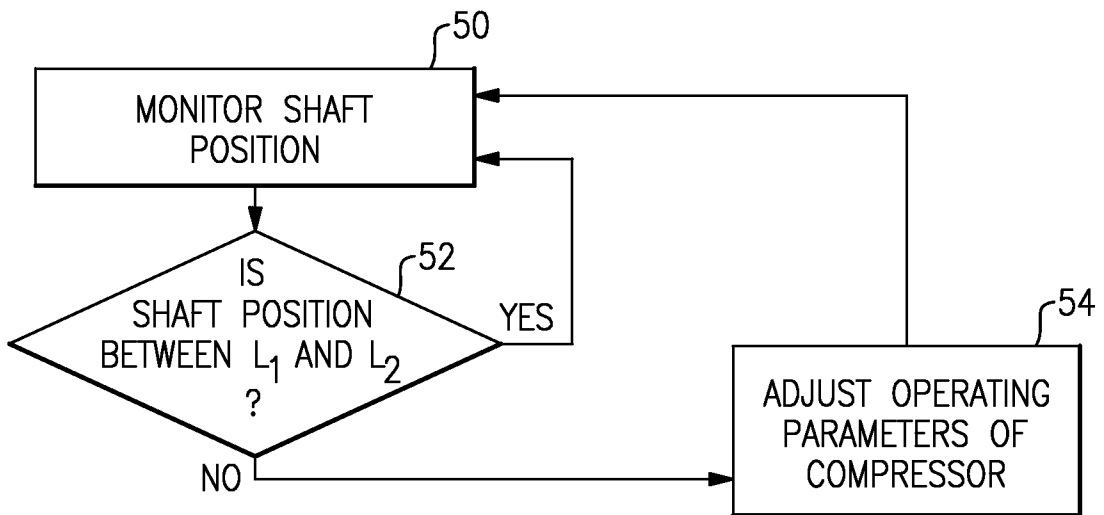 50
MONITOR SHAFT
POSITION
52
IS
SHAFT POSITION
BETWEEN L₁ AND L₂
?
YES
NO
54
ADJUST OPERATING
PARAMETERS OF
COMPRESSOR